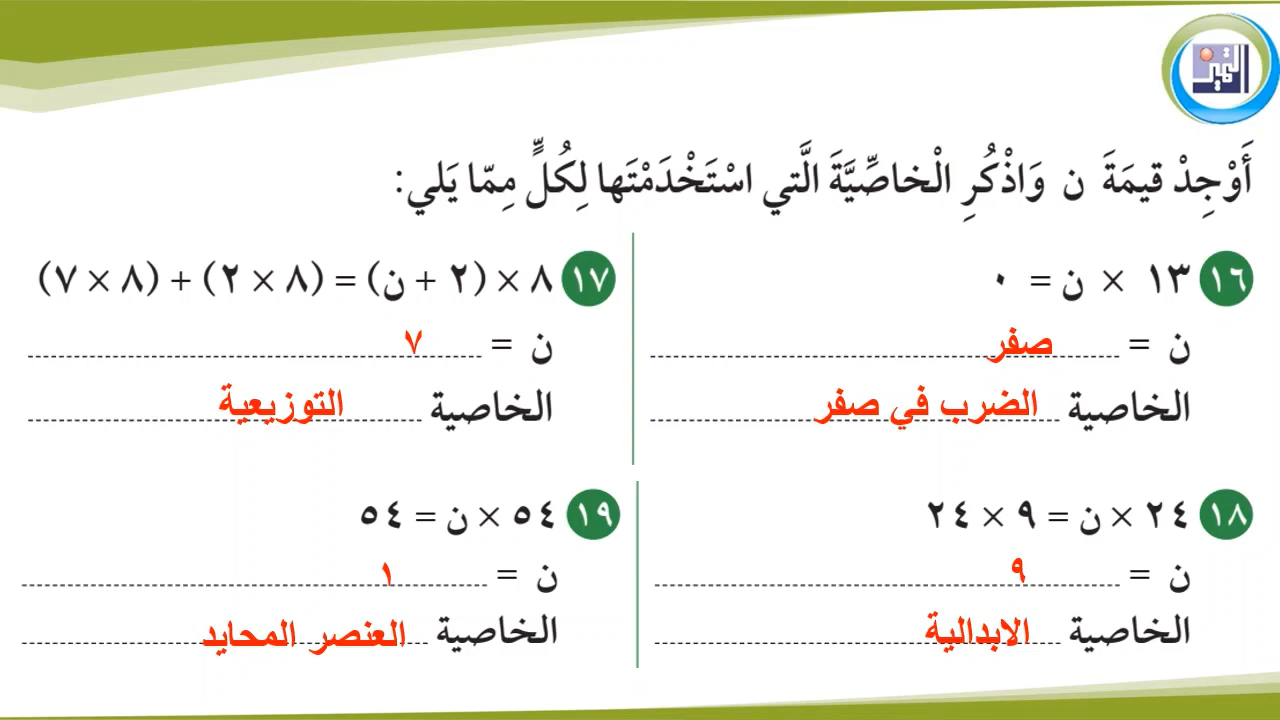 التميز
أَوْجِدْ قيمَةَ ن وَاذْكُرِ الْخاصِّيَّةَ الَّتي اسْتَخْدَمْتَها لِكُلٍّ مِمّا يَلي:
١٦ ١٣ × ن = ٠
ن = صفر
الخاصية الضرب في صفر
١٧ ٨ × (٢ + ن) = (٨ × ٢) + (٨ × ٧)
ن = ٧
الخاصية التوزيعية
١٨ ٢٤ × ن = ٩ × ٢٤
ن = ٩
الخاصية الابدالية
١٩ ٥٤ × ن = ٥٤
ن = ١
الخاصية العنصر المحايد